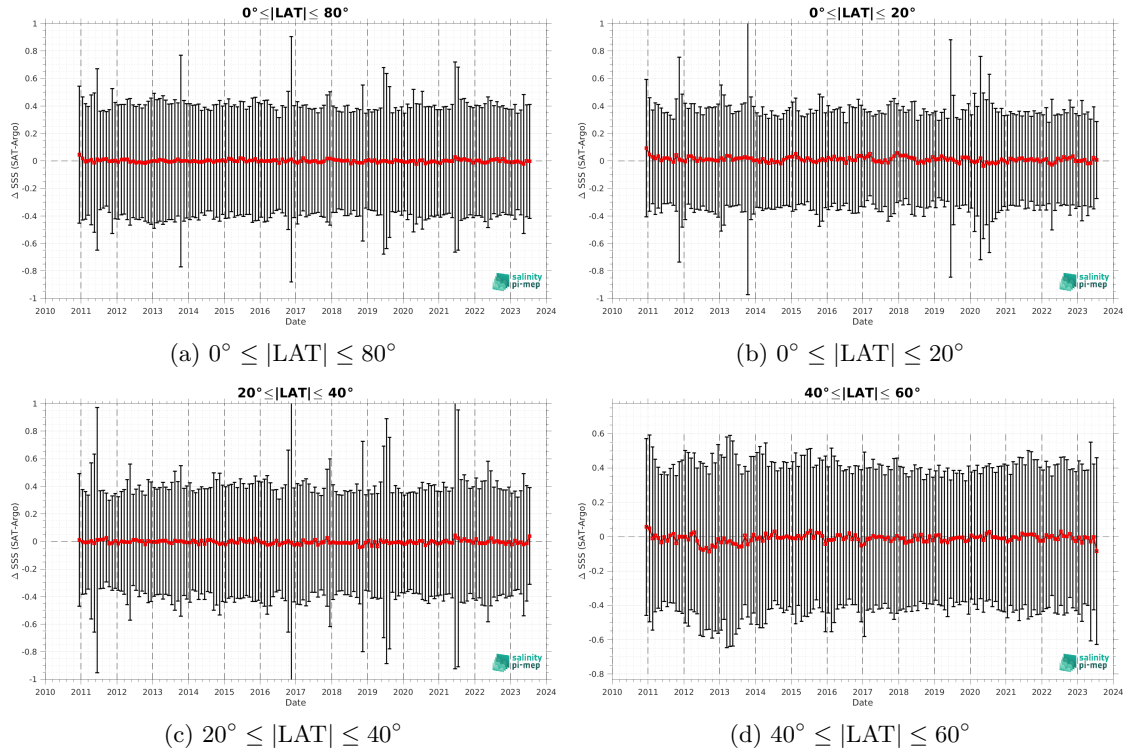 0°≤|LAT|≤ 80°
1
0.8
0.6
0.4
0.2
0
-0.2
-0.4
-0.6
-0.8
-1
Δ SSS (SAT-Argo)
2010 2011 2012 2013 2014 2015 2016 2017 2018 2019 2020 2021 2022 2023 2024
Date
salinity
pi-mep
(a) 0° ≤ |LAT| ≤ 80°
0°≤|LAT|≤ 20°
1
0.8
0.6
0.4
0.2
0
-0.2
-0.4
-0.6
-0.8
-1
Δ SSS (SAT-Argo)
2010 2011 2012 2013 2014 2015 2016 2017 2018 2019 2020 2021 2022 2023 2024
Date
salinity
pi-mep
(b) 0° ≤ |LAT| ≤ 20°
20°≤|LAT|≤ 40°
1
0.8
0.6
0.4
0.2
0
-0.2
-0.4
-0.6
-0.8
-1
Δ SSS (SAT-Argo)
2010 2011 2012 2013 2014 2015 2016 2017 2018 2019 2020 2021 2022 2023 2024
Date
salinity
pi-mep
(c) 20° ≤ |LAT| ≤ 40°
40°≤|LAT|≤ 60°
0.6
0.4
0.2
0
-0.2
-0.4
-0.6
-0.8
Δ SSS (SAT-Argo)
2010 2011 2012 2013 2014 2015 2016 2017 2018 2019 2020 2021 2022 2023 2024
Date
salinity
pi-mep
(d) 40° ≤ |LAT| ≤ 60°